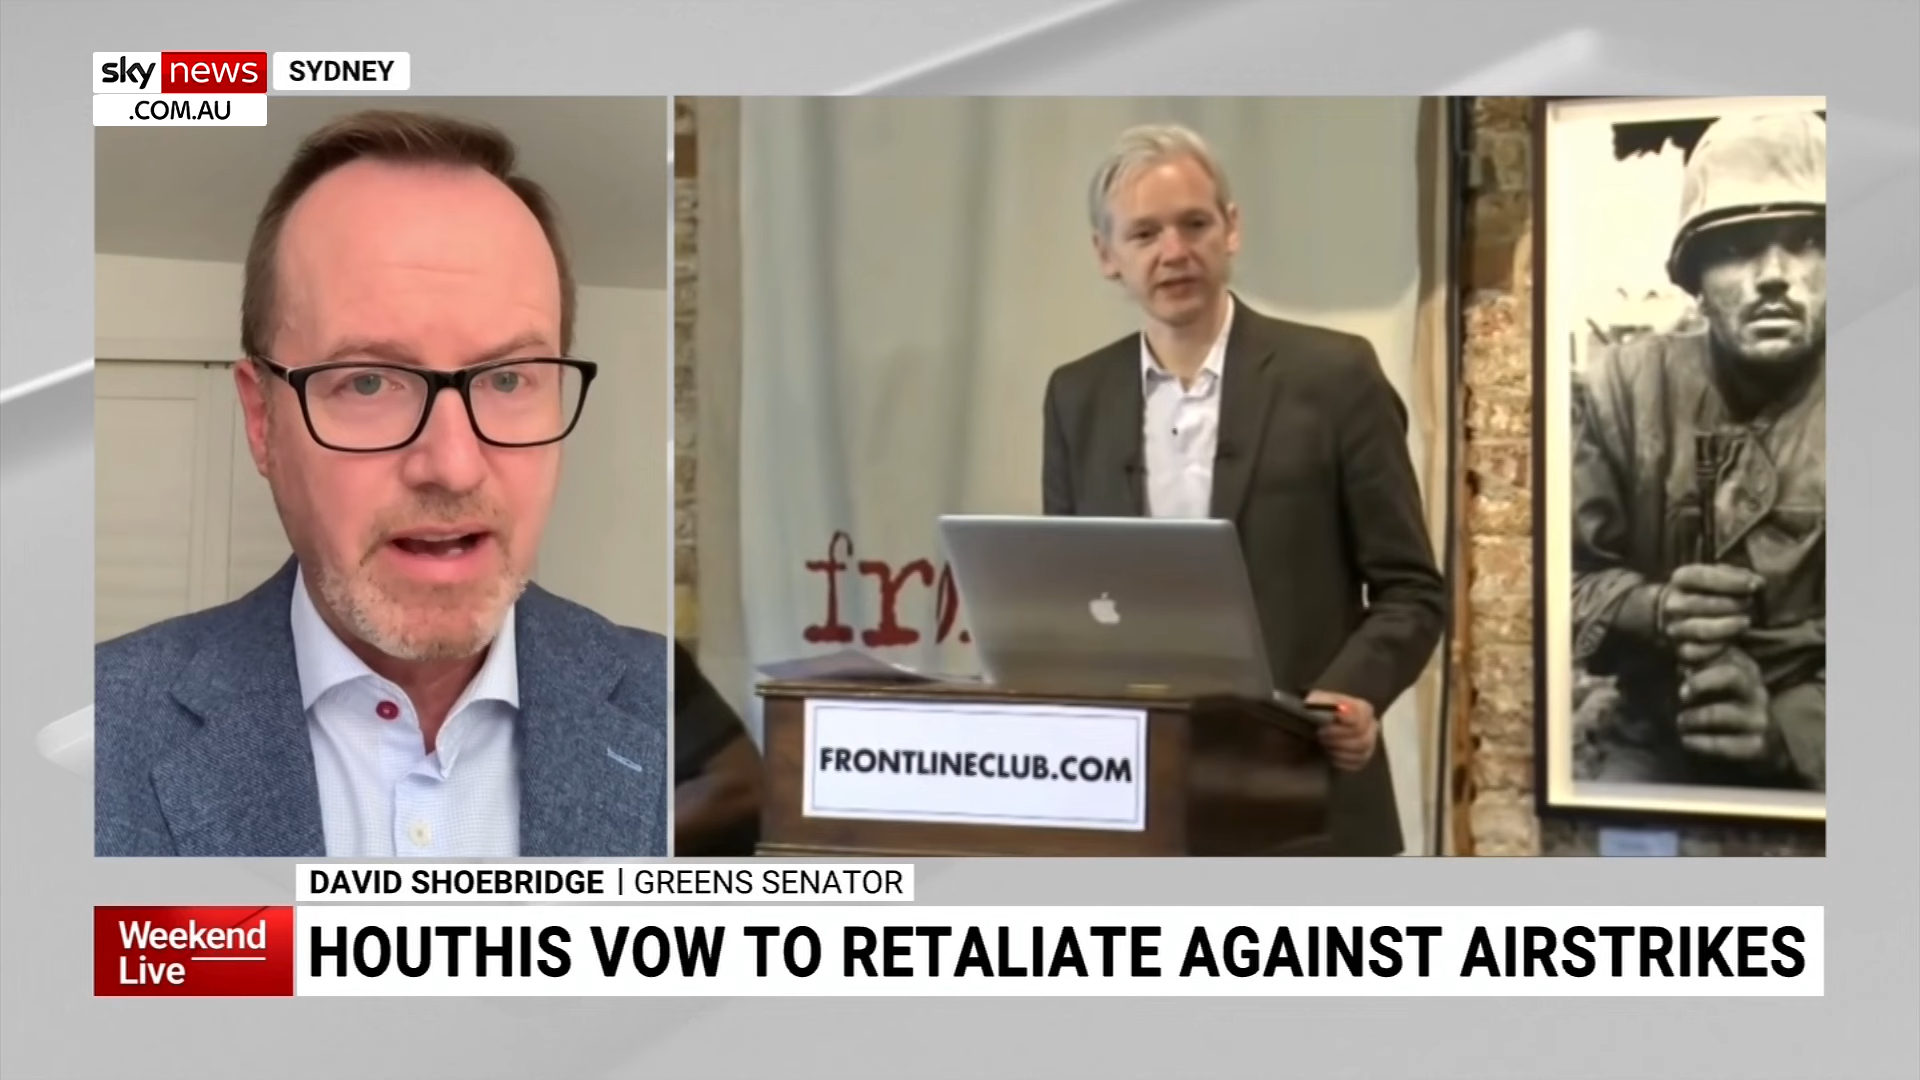 sky news SYDNEY
.COM.AU
fro
FRONTLINECLUB.COM
DAVID SHOEBRIDGE | GREENS SENATOR
Weekend
Live
HOUTHIS VOW TO RETALIATE AGAINST AIRSTRIKES